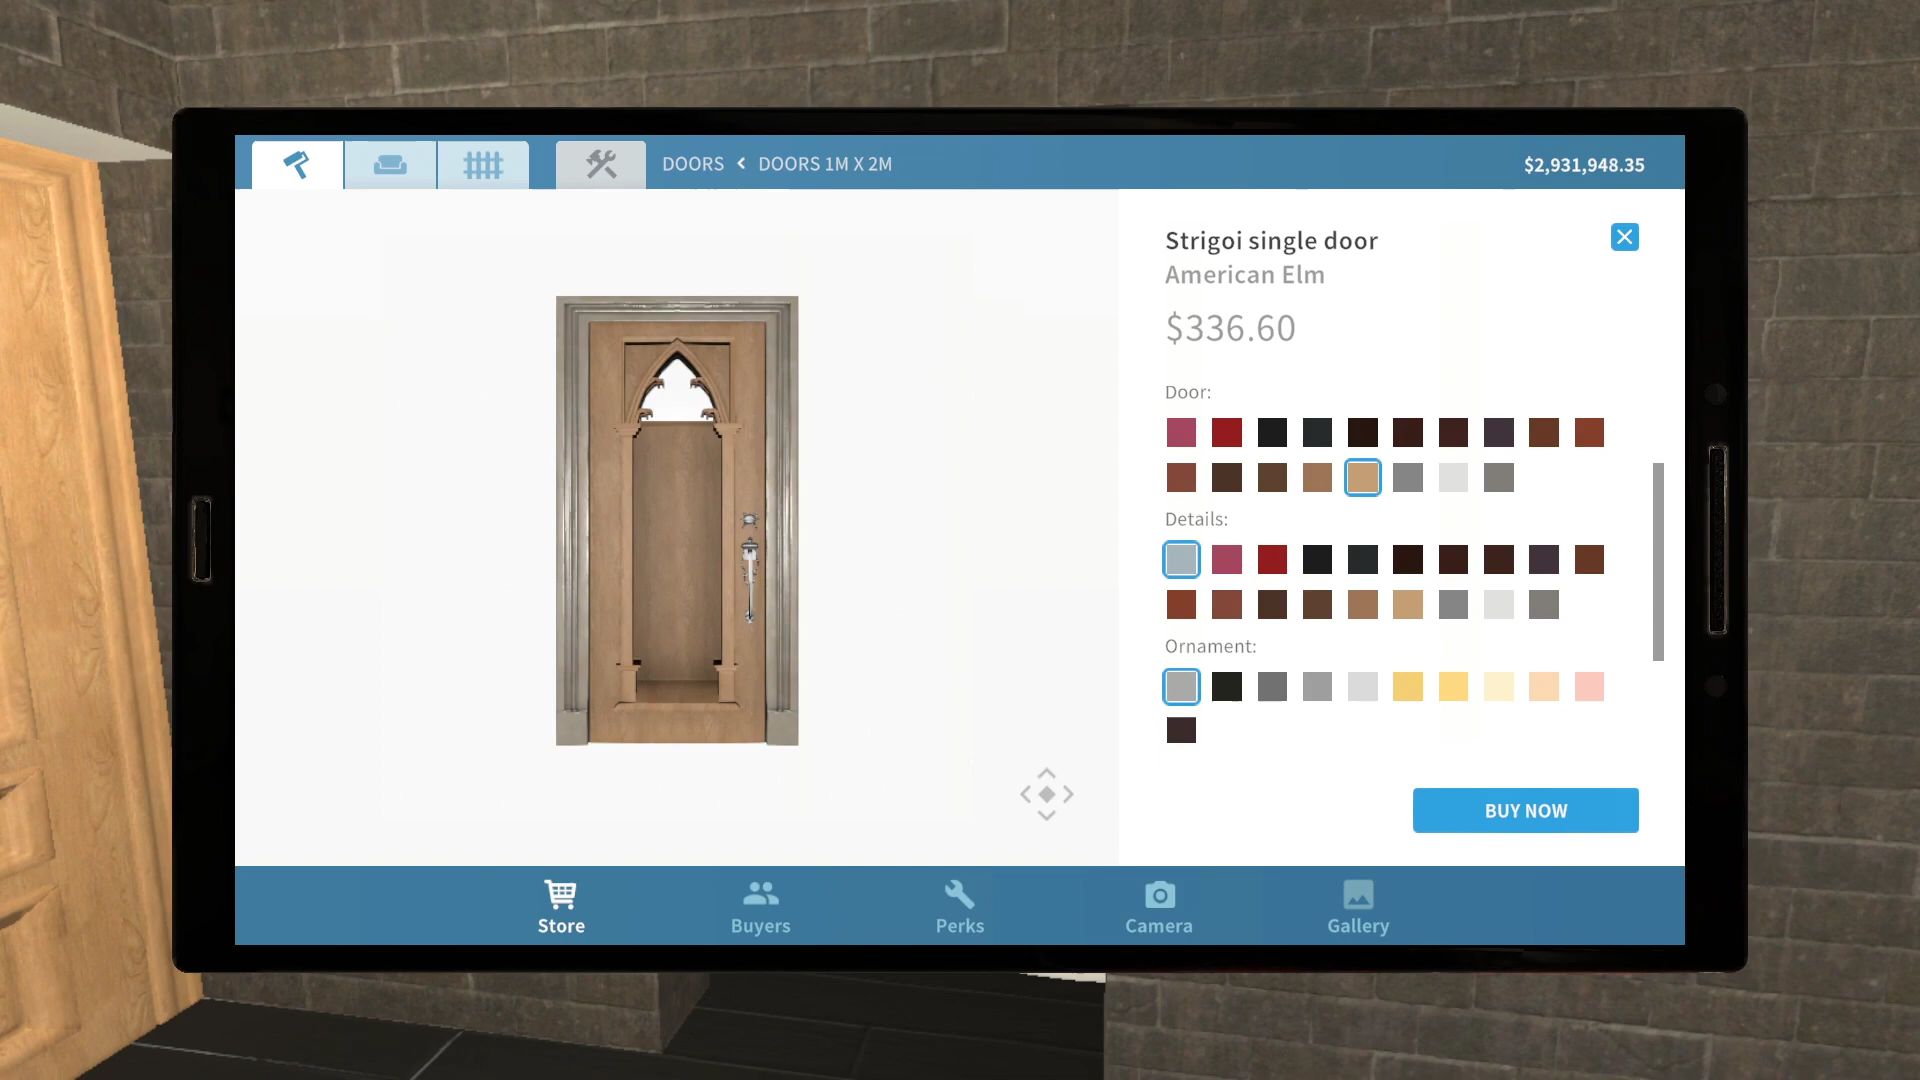 DOORS < DOORS 1M X 2M
$2,931,948.35
Strigoi single door
American Elm
$336.60
Door:
Details:
Ornament:
BUY NOW
Store
Buyers
Perks
Camera
Gallery